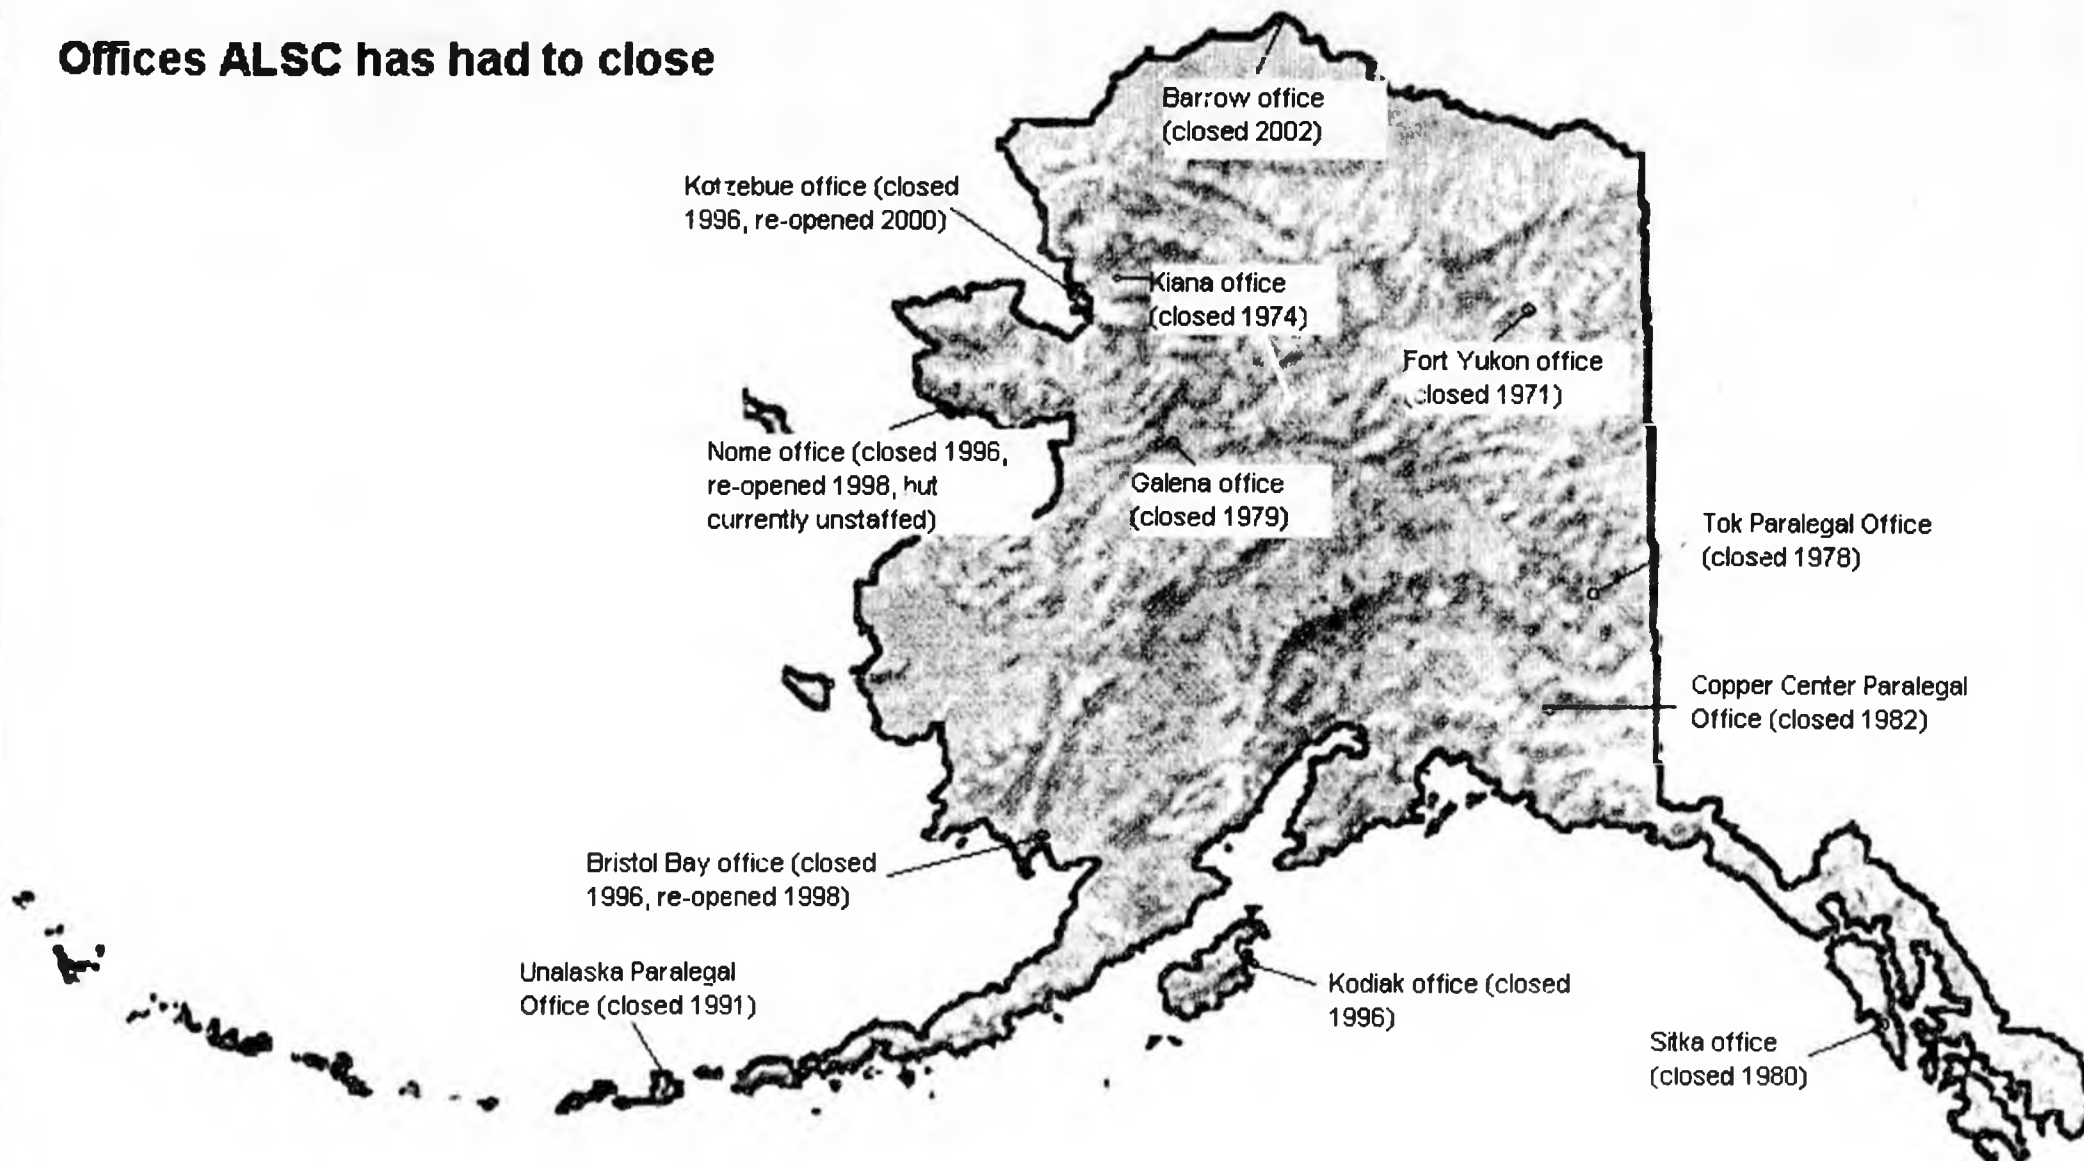 Offices ALSC has had to close
Barrow office
(closed 2002)
Kotzebue office (closed
1996, re-opened 2000)
Kiana office
(closed 1974)
Fort Yukon office
(closed 1971)
Nome office (closed 1996,
re-opened 1998, but
currently unstaffed)
Galena office
(closed 1979)
Tok Paralegal Office
(closed 1978)
Copper Center Paralegal
Office (closed 1982)
Bristol Bay office (closed
1996, re-opened 1998)
Unalaska Paralegal
Office (closed 1991)
Kodiak office (closed
1996)
Sitka office
(closed 1980)